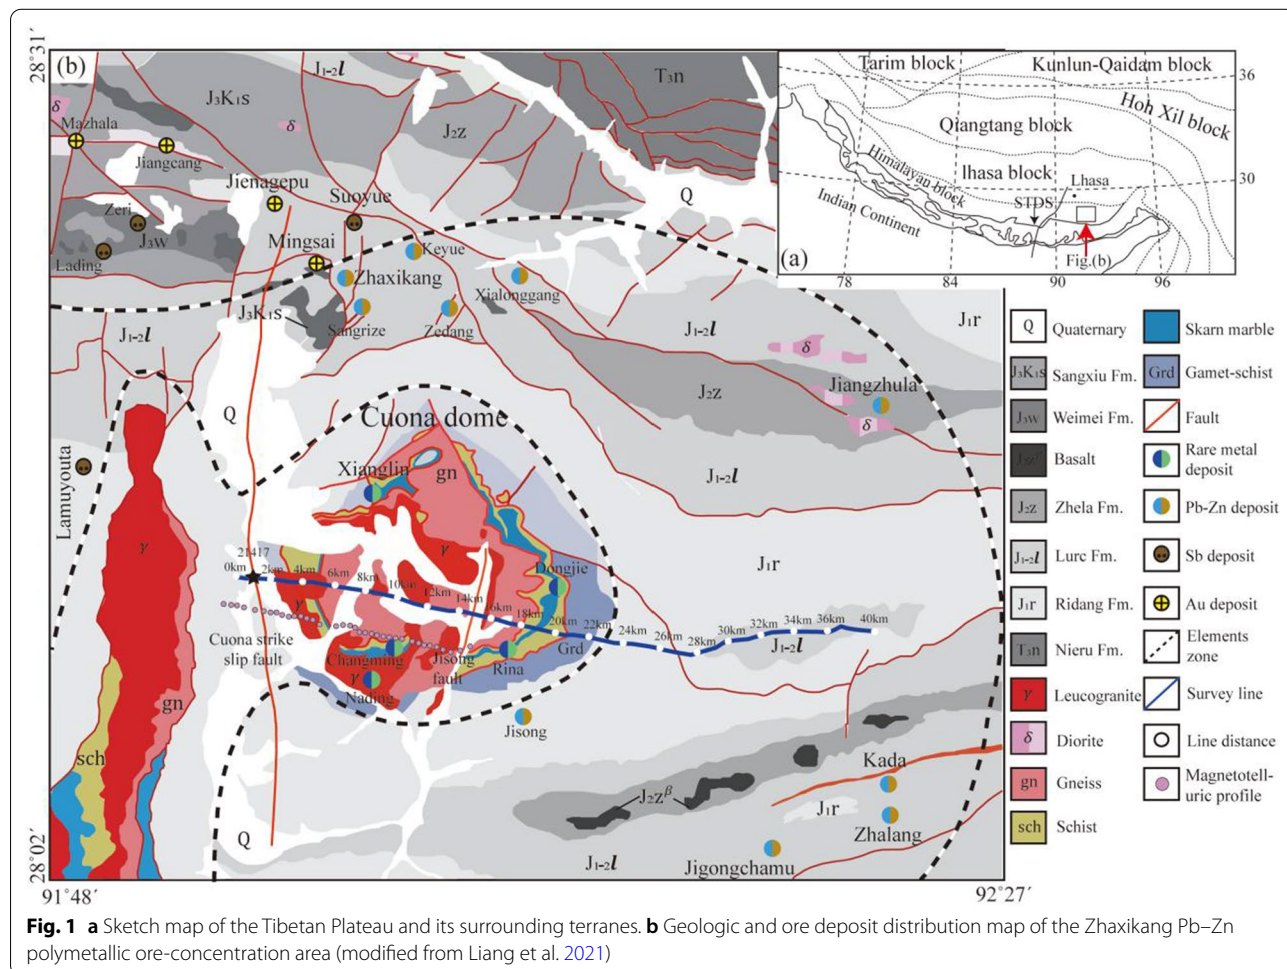 28°31´
(b)
J₁₋₂l
T₃n
δ
J₃K₁s
Mazhala
δ
J₂z
Jiangcang
Jienagepu
Suoyue
Q
Zeri
J₃w
Mingsai
Keyue
Lading
Zhaxikang
Xialonggang
J₃K₁s
Sangrize
Zedang
J₁₋₂l
J₁r
J₁₋₂l
δ
Jiangzhula
J₂z
δ
Q
Cuona dome
Lamuyouta
Xianglin
gn
J₁₋₂l
γ
γ
J₁r
21417
0km
2km
4km
6km
8km
10km
12km
14km
16km
18km
20km
22km
24km
26km
28km
30km
32km
34km
36km
40km
Dongjie
γ
Cuona strike
slip fault
Changming
Jisong
fault
Rina
Grd
J₁₋₂l
γ
Nading
gn
Jisong
sch
Kada
J₂zᵝ
J₁r
Zhalang
Q
J₁₋₂l
Jigongchamu
28°02´
91°48´
92°27´
Tarim block
Kunlun-Qaidam block
36
Hoh Xil block
Qiangtang block
Himalayau block
lhasa block
Lhasa
30
Indian Continent
STDS
(a)
Fig.(b)
78
84
90
96
Q
Quaternary
Skarn marble
J₃K₁s
Sangxiu Fm.
Grd
Gamet-schist
J₃w
Weimei Fm.
Fault
Basalt
Rare metal
deposit
J₂z
Zhela Fm.
Pb-Zn deposit
J₁₋₂l
Lurc Fm.
Sb deposit
J₁r
Ridang Fm.
Au deposit
T₃n
Nieru Fm.
Elements
zone
γ
Leucogranite
Survey line
δ
Diorite
Line distance
gn
Gneiss
Magnetotell-
uric profile
sch
Schist
Fig. 1 a Sketch map of the Tibetan Plateau and its surrounding terranes. b Geologic and ore deposit distribution map of the Zhaxikang Pb–Zn
polymetallic ore-concentration area (modified from Liang et al. 2021)